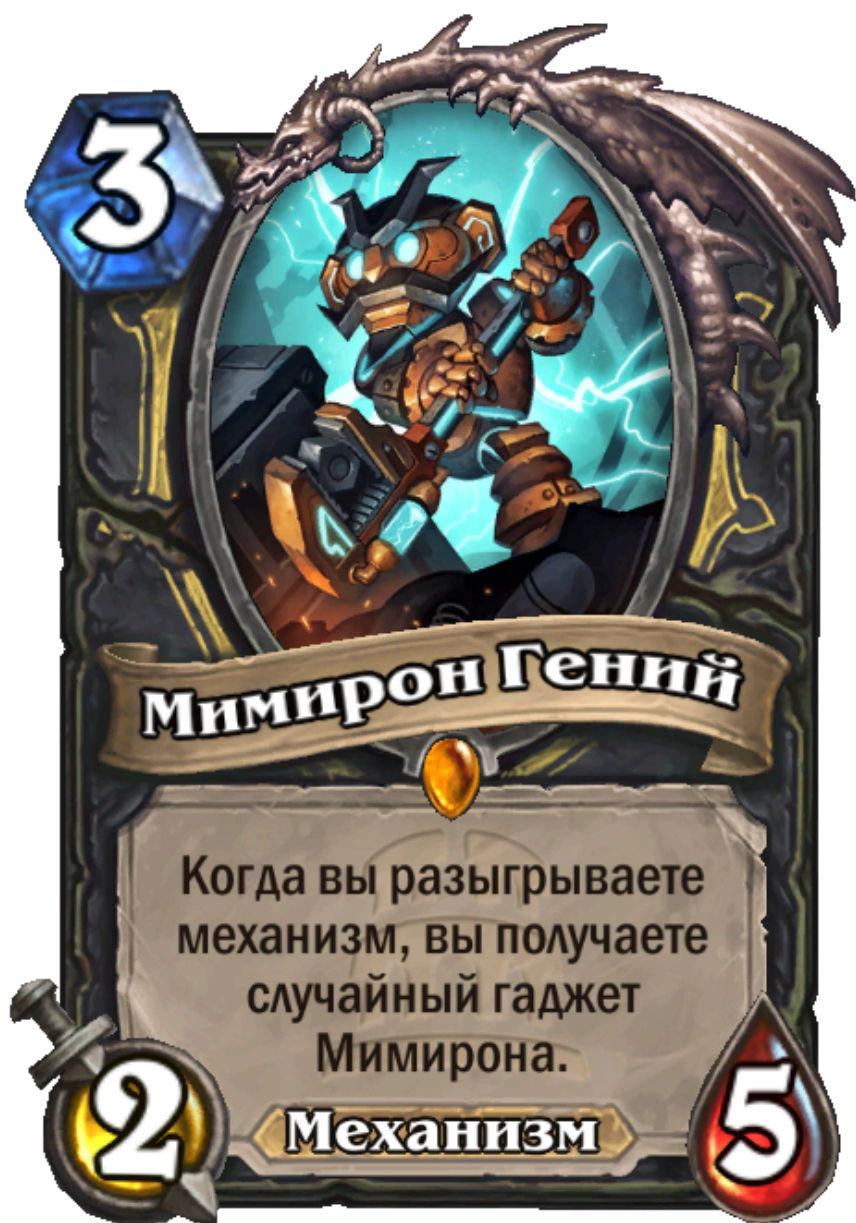 3
Мимирон Гений
Когда вы разыгрываете
механизм, вы получаете
случайный гаджет
Мимирона.
2
Механизм
5